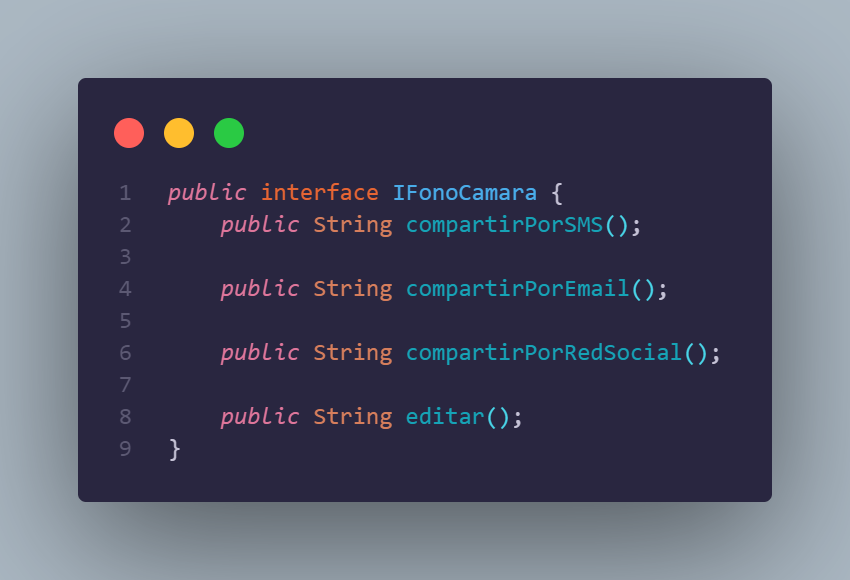 1 public interface IFonoCamara {
2 public String compartirPorSMS();
3
4 public String compartirPorEmail();
5
6 public String compartirPorRedSocial();
7
8 public String editar();
9 }